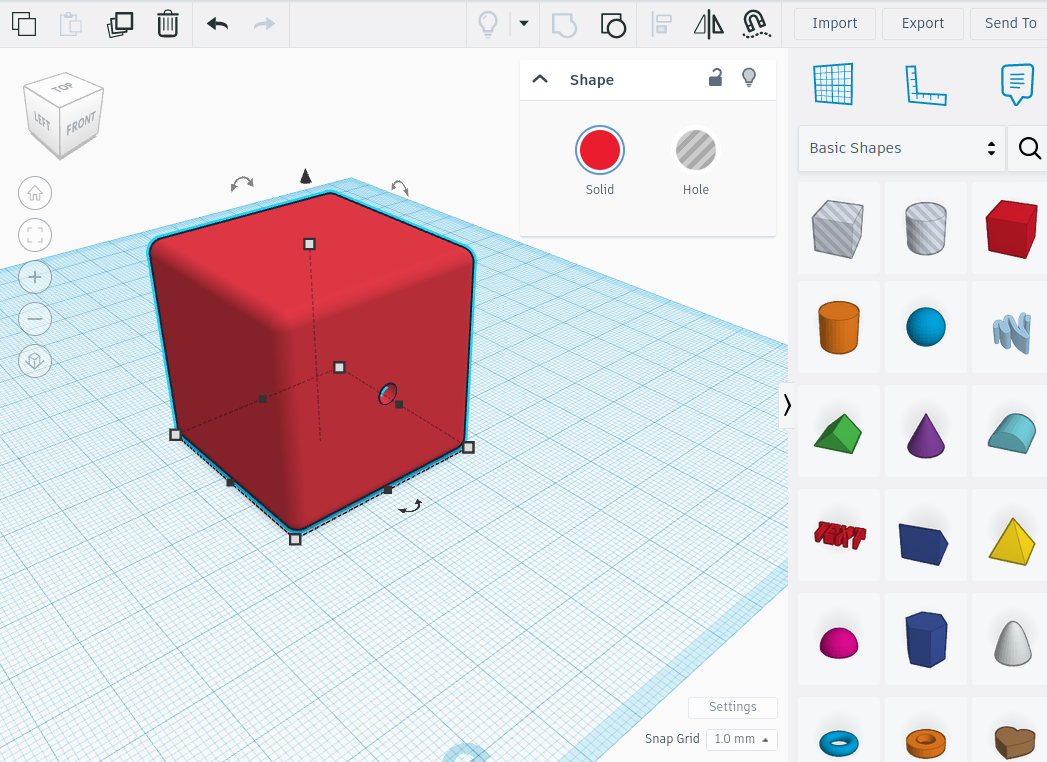 Import
Export
Send To
TOP
LEFT
FRONT
Shape
Solid
Hole
Basic Shapes
TEXT
Settings
Snap Grid
1.0 mm